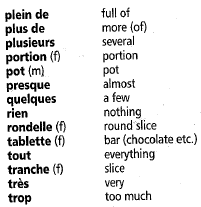 plein de full of
plus de more (of)
plusieurs several
portion (f) portion
pot (m) pot
presque almost
quelques a few
rien nothing
rondelle (f) round slice
tablette (f) bar (chocolate etc.)
tout everything
tranche (f) slice
très very
trop too much